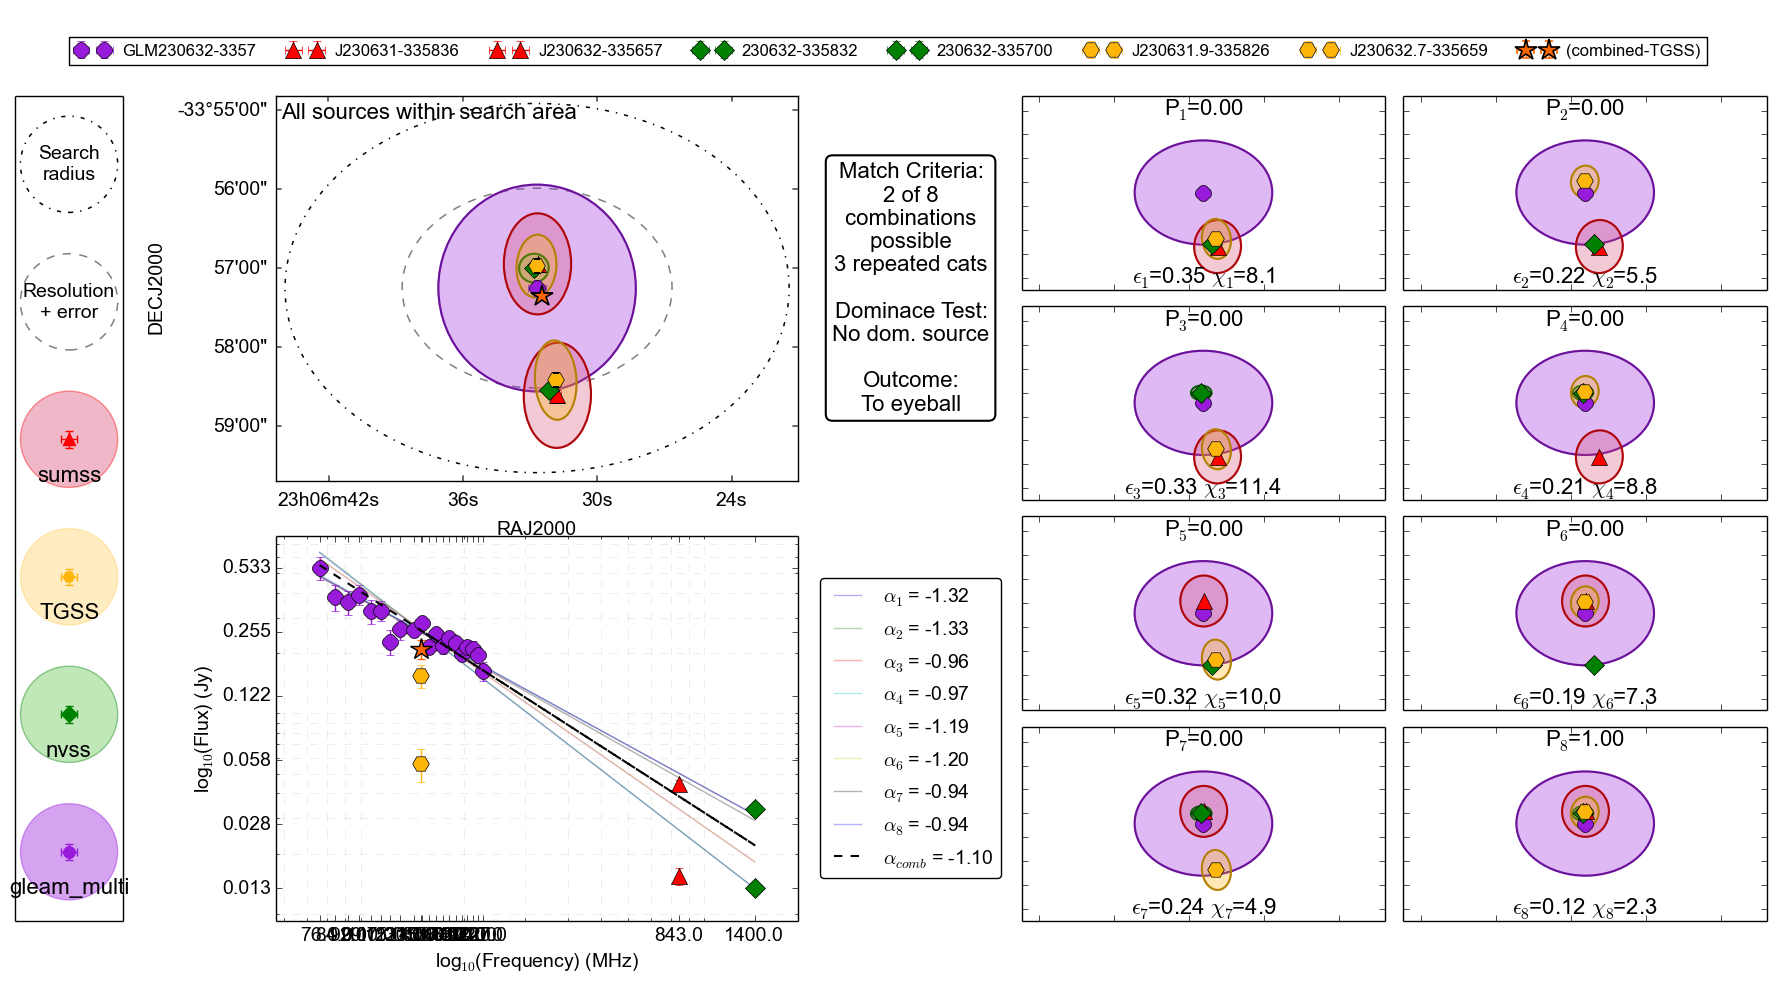 GLM230632-3357 J230631-335836 J230632-335657 230632-335832 230632-335700 J230631.9-335826 J230632.7-335659 (combined-TGSS)
Search
radius
Resolution
+ error
sumss
TGSS
nvss
gleam_multi
All sources within search area
DECJ2000
-33°55'00"
56'00"
57'00"
58'00"
59'00"
23h06m42s 36s 30s 24s
RAJ2000
Match Criteria:
2 of 8
combinations
possible
3 repeated cats
Dominace Test:
No dom. source
Outcome:
To eyeball
log10(Flux) (Jy)
0.533
0.255
0.122
0.058
0.028
0.013
843.0 1400.0
log10(Frequency) (MHz)
α1 = -1.32
α2 = -1.33
α3 = -0.96
α4 = -0.97
α5 = -1.19
α6 = -1.20
α7 = -0.94
α8 = -0.94
αcomb = -1.10
P1=0.00
ϵ1=0.35 χ1=8.1
P2=0.00
ϵ2=0.22 χ2=5.5
P3=0.00
ϵ3=0.33 χ3=11.4
P4=0.00
ϵ4=0.21 χ4=8.8
P5=0.00
ϵ5=0.32 χ5=10.0
P6=0.00
ϵ6=0.19 χ6=7.3
P7=0.00
ϵ7=0.24 χ7=4.9
P8=1.00
ϵ8=0.12 χ8=2.3